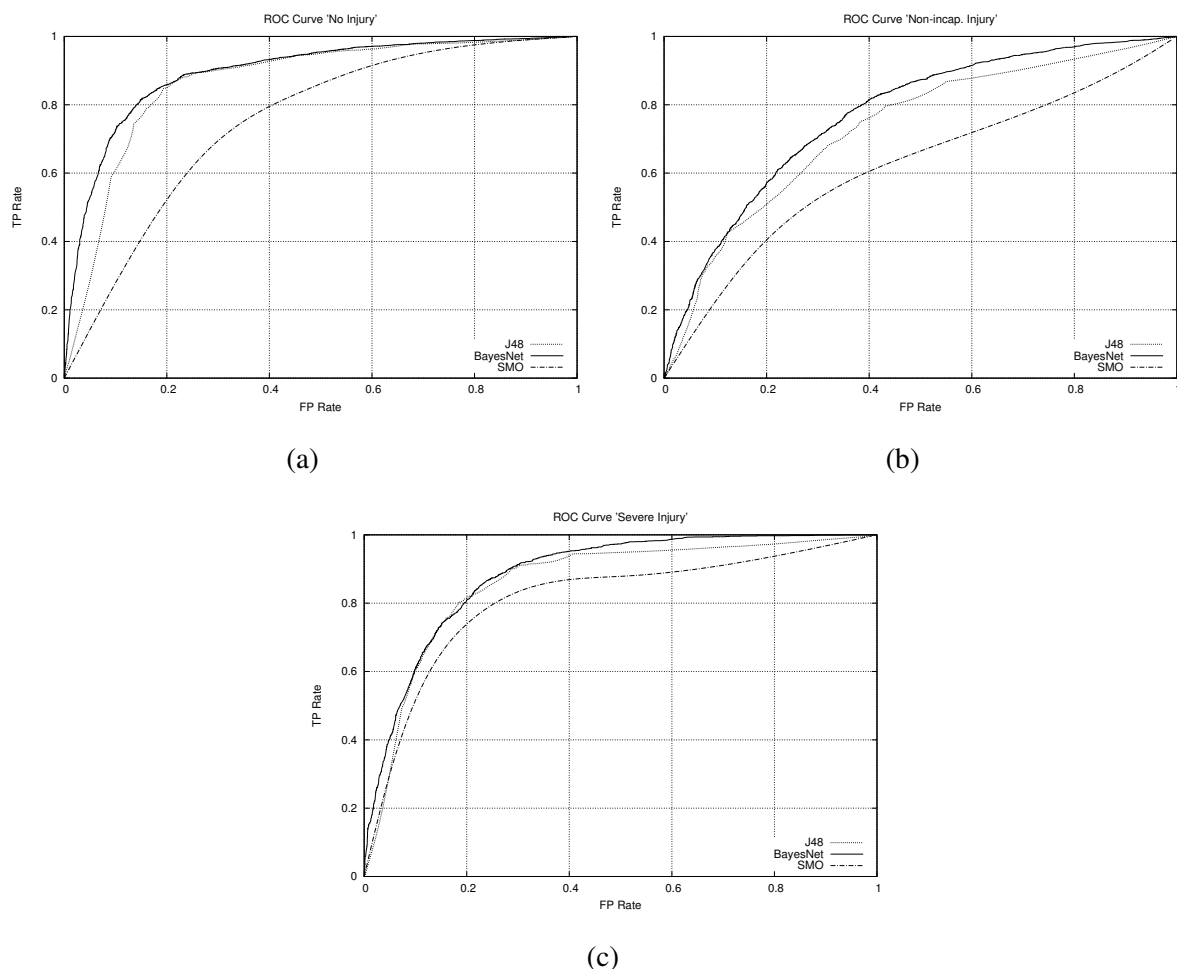 ROC Curve 'No Injury'
1
0.8
0.6
0.4
0.2
0
TP Rate
J48
BayesNet
SMO
0 0.2 0.4 0.6 0.8 1
FP Rate
(a)
ROC Curve 'Non-incap. Injury'
1
0.8
0.6
0.4
0.2
0
TP Rate
J48
BayesNet
SMO
0 0.2 0.4 0.6 0.8 1
FP Rate
(b)
ROC Curve 'Severe Injury'
1
0.8
0.6
0.4
0.2
0
TP Rate
J48
BayesNet
SMO
0 0.2 0.4 0.6 0.8 1
FP Rate
(c)